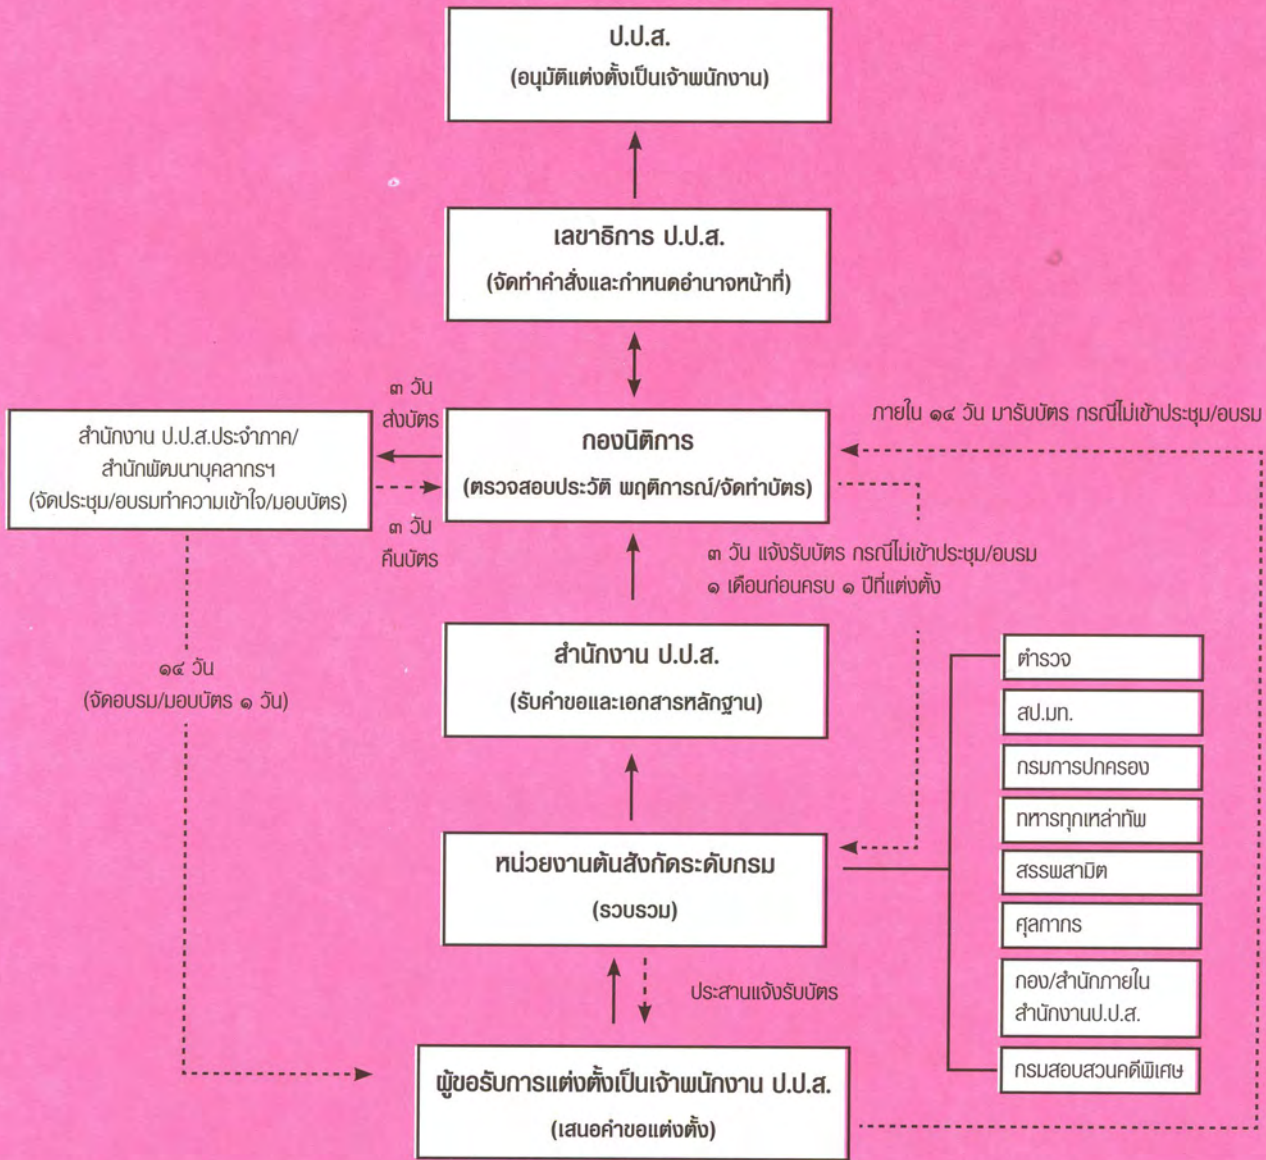 ป.ป.ส.
(อนุมัติแต่งตั้งเป็นเจ้าพนักงาน)
เลขาธิการ ป.ป.ส.
(จัดทำคำสั่งและกำหนดอำนาจหน้าที่)
๓ วัน
ส่งบัตร
ภายใน ๑๔ วัน มารับบัตร กรณีไม่เข้าประชุม/อบรม
สำนักงาน ป.ป.ส.ประจำภาค/
สำนักพัฒนาบุคลากรฯ
(จัดประชุม/อบรมทำความเข้าใจ/มอบบัตร)
กองนิติการ
(ตรวจสอบประวัติ พฤติการณ์/จัดทำบัตร)
๓ วัน
คืนบัตร
๓ วัน แจ้งรับบัตร กรณีไม่เข้าประชุม/อบรม
๑ เดือนก่อนครบ ๑ ปีที่แต่งตั้ง
สำนักงาน ป.ป.ส.
(รับคำขอและเอกสารหลักฐาน)
๑๔ วัน
(จัดอบรม/มอบบัตร ๑ วัน)
ตำรวจ
สป.มท.
กรมการปกครอง
ทหารทุกเหล่าทัพ
สรรพสามิต
ศุลกากร
กอง/สำนักภายใน
สำนักงานป.ป.ส.
กรมสอบสวนคดีพิเศษ
หน่วยงานต้นสังกัดระดับกรม
(รวบรวม)
ประสานแจ้งรับบัตร
ผู้ขอรับการแต่งตั้งเป็นเจ้าพนักงาน ป.ป.ส.
(เสนอคำขอแต่งตั้ง)